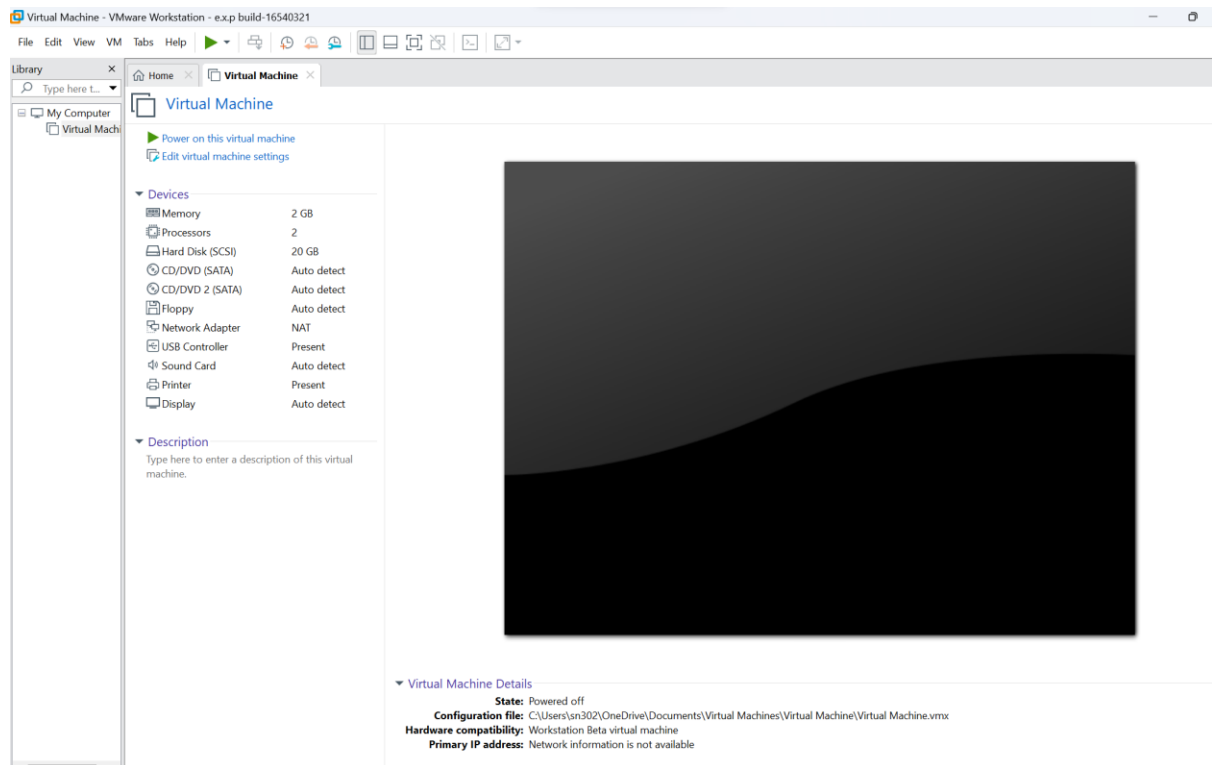 Virtual Machine - VMware Workstation - e.x.p build-16540321
File Edit View VM Tabs Help
Library
Type here t...
My Computer
Virtual Machi
Home
Virtual Machine
Virtual Machine
Power on this virtual machine
Edit virtual machine settings
Devices
Memory 2 GB
Processors 2
Hard Disk (SCSI) 20 GB
CD/DVD (SATA) Auto detect
CD/DVD 2 (SATA) Auto detect
Floppy Auto detect
Network Adapter NAT
USB Controller Present
Sound Card Auto detect
Printer Present
Display Auto detect
Description
Type here to enter a description of this virtual
machine.
Virtual Machine Details
State: Powered off
Configuration file: C:\Users\sn302\OneDrive\Documents\Virtual Machines\Virtual Machine\Virtual Machine.vmx
Hardware compatibility: Workstation Beta virtual machine
Primary IP address: Network information is not available